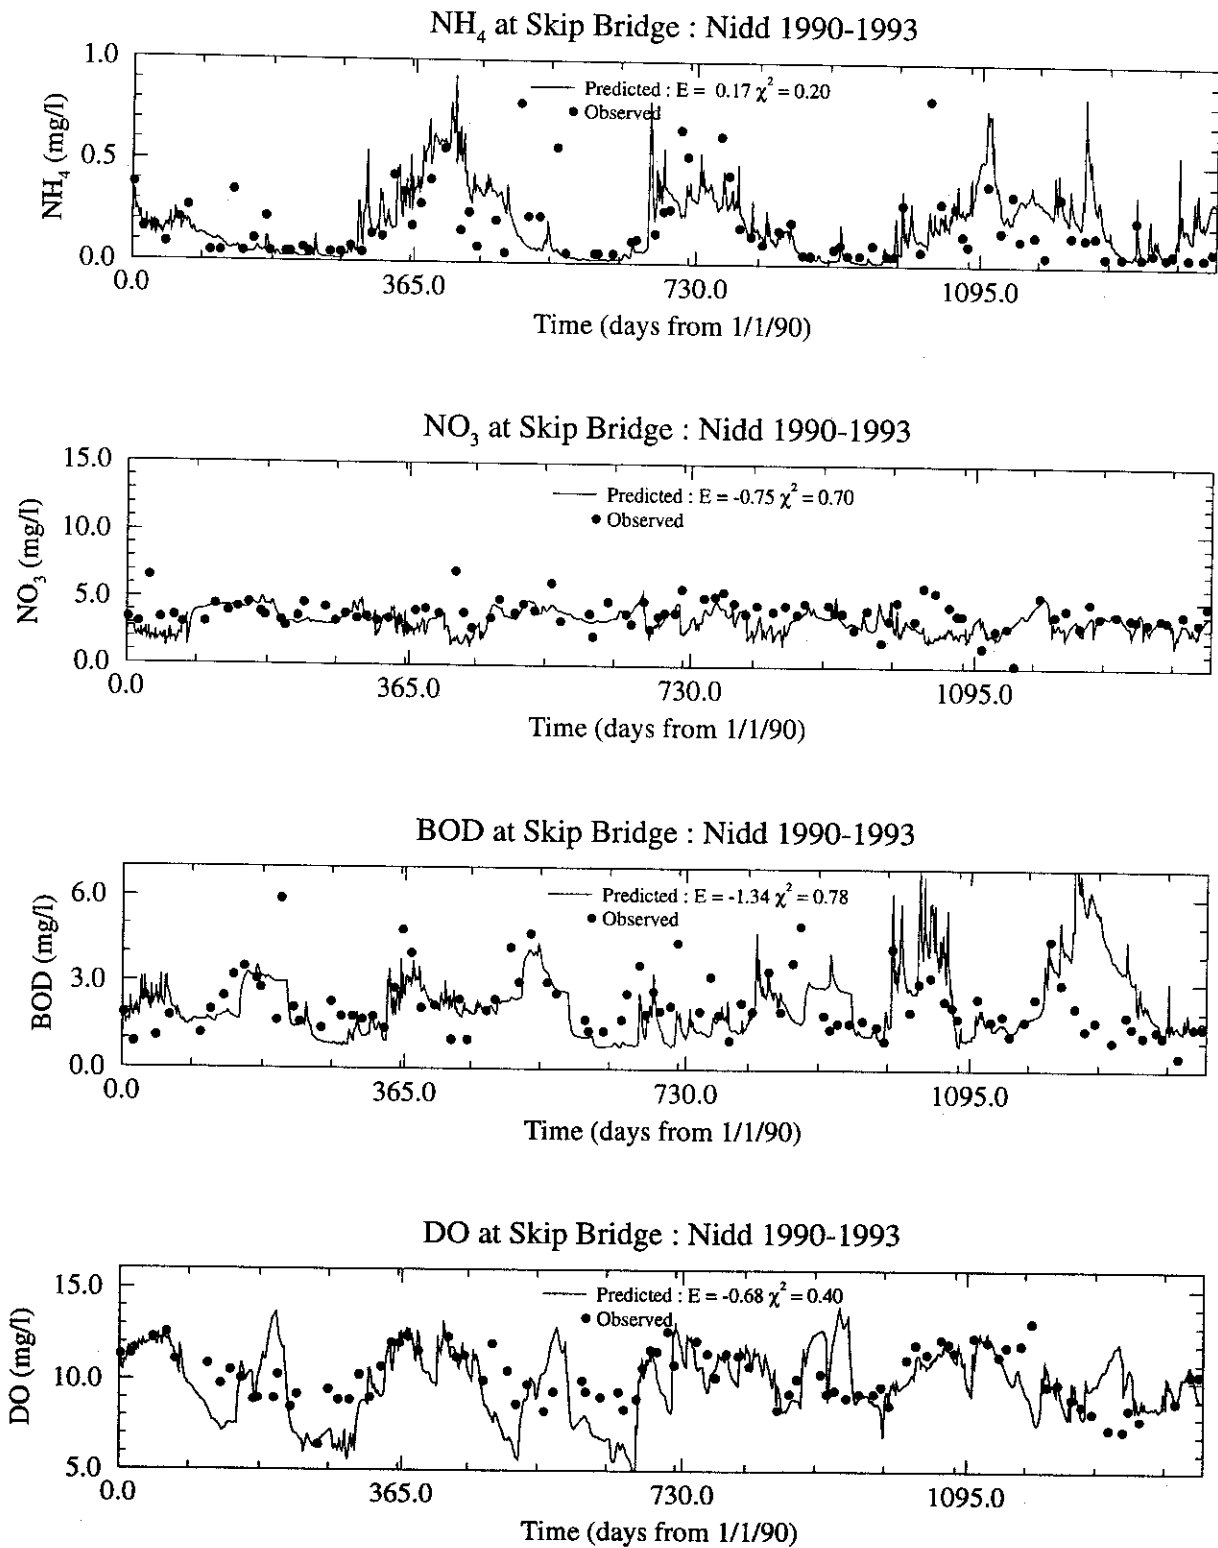 NH4 at Skip Bridge : Nidd 1990-1993
1.0
0.5
0.0
NH4 (mg/l)
Predicted : E = 0.17 χ² = 0.20
Observed
0.0 365.0 730.0 1095.0
Time (days from 1/1/90)
NO3 at Skip Bridge : Nidd 1990-1993
15.0
10.0
5.0
0.0
NO3 (mg/l)
Predicted : E = -0.75 χ² = 0.70
Observed
0.0 365.0 730.0 1095.0
Time (days from 1/1/90)
BOD at Skip Bridge : Nidd 1990-1993
6.0
3.0
0.0
BOD (mg/l)
Predicted : E = -1.34 χ² = 0.78
Observed
0.0 365.0 730.0 1095.0
Time (days from 1/1/90)
DO at Skip Bridge : Nidd 1990-1993
15.0
10.0
5.0
DO (mg/l)
Predicted : E = -0.68 χ² = 0.40
Observed
0.0 365.0 730.0 1095.0
Time (days from 1/1/90)